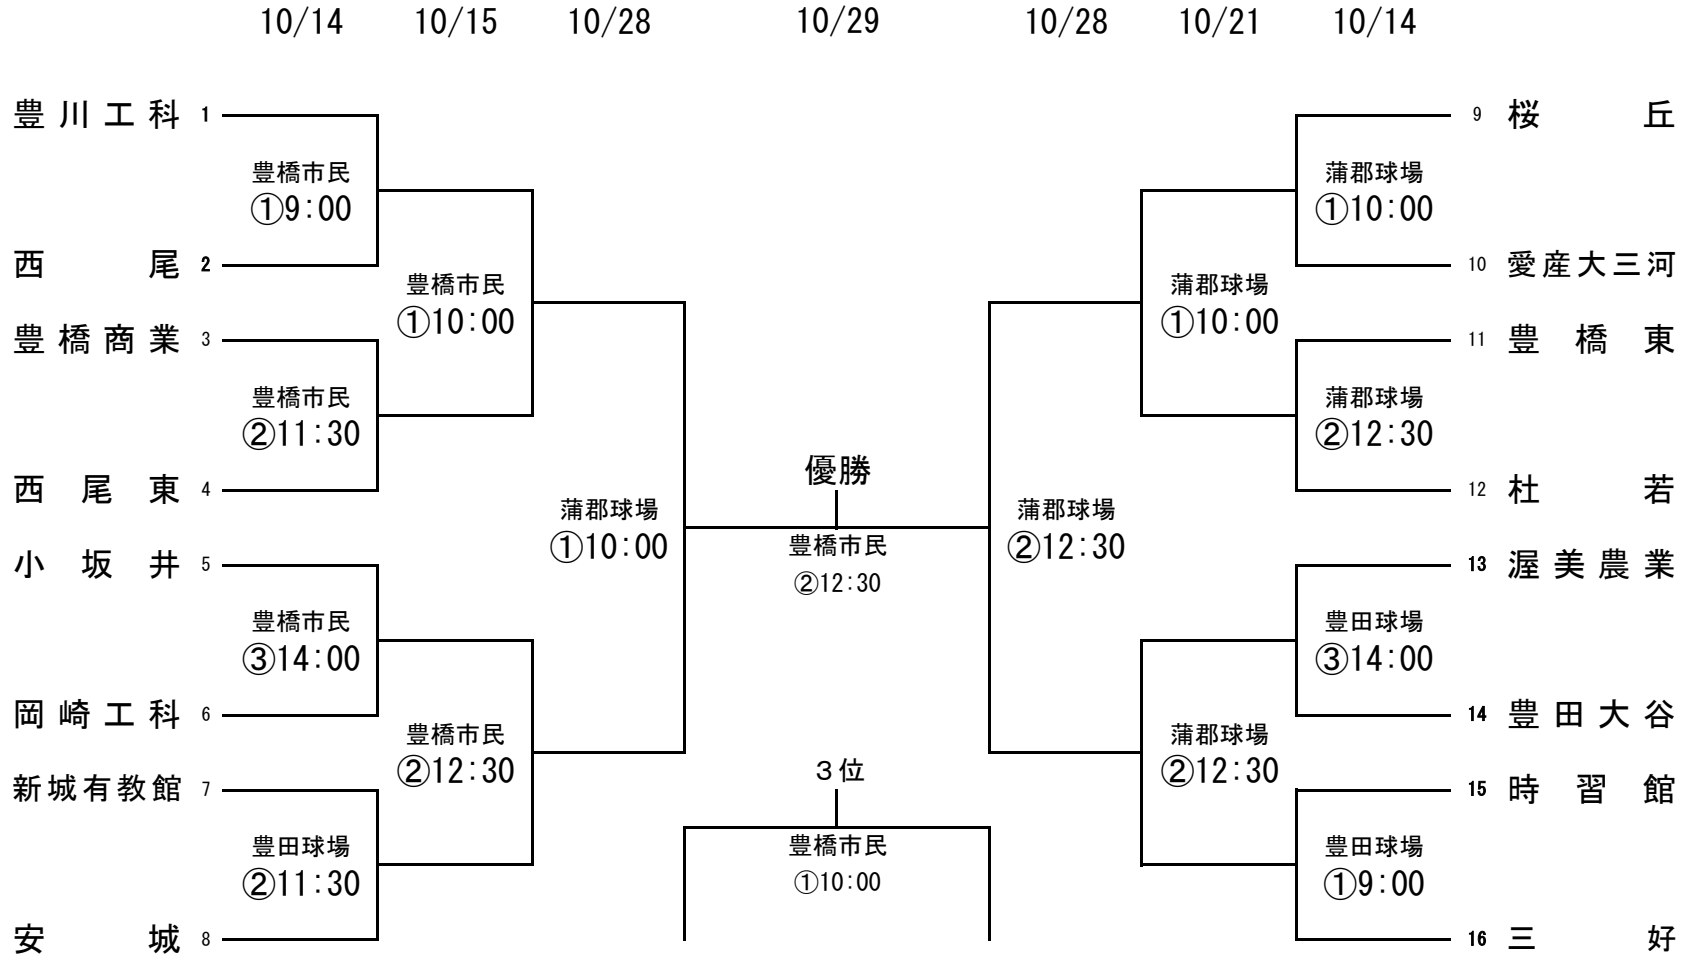 10/14 10/15 10/28 10/29 10/28 10/21 10/14
豊川工科 1
豊橋市民
①9:00
西尾 2
豊橋市民
①10:00
豊橋商業 3
豊橋市民
②11:30
西尾東 4
蒲郡球場
①10:00
小坂井 5
豊橋市民
③14:00
岡崎工科 6
豊橋市民
②12:30
新城有教館 7
豊田球場
②11:30
安城 8
優勝
豊橋市民
②12:30
3位
豊橋市民
①10:00
9 桜丘
蒲郡球場
①10:00
10 愛産大三河
蒲郡球場
①10:00
11 豊橋東
蒲郡球場
②12:30
12 杜若
蒲郡球場
②12:30
13 渥美農業
豊田球場
③14:00
14 豊田大谷
蒲郡球場
②12:30
15 時習館
豊田球場
①9:00
16 三好